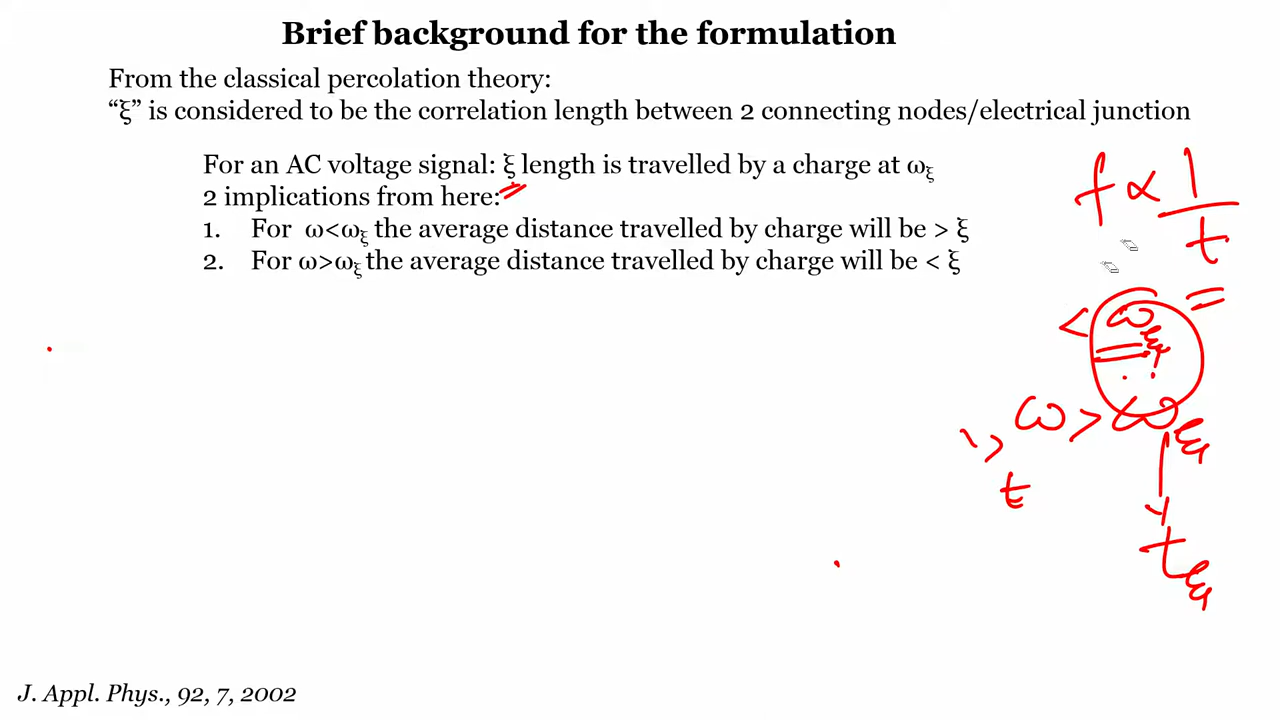 Brief background for the formulation
From the classical percolation theory:
“ξ” is considered to be the correlation length between 2 connecting nodes/electrical junction
For an AC voltage signal: ξ length is travelled by a charge at ωξ
2 implications from here:
1. For ω<ωξ the average distance travelled by charge will be > ξ
2. For ω>ωξ the average distance travelled by charge will be < ξ
f ∝ 1/t
< ωξ
ω > ωξ
t
tξ
J. Appl. Phys., 92, 7, 2002